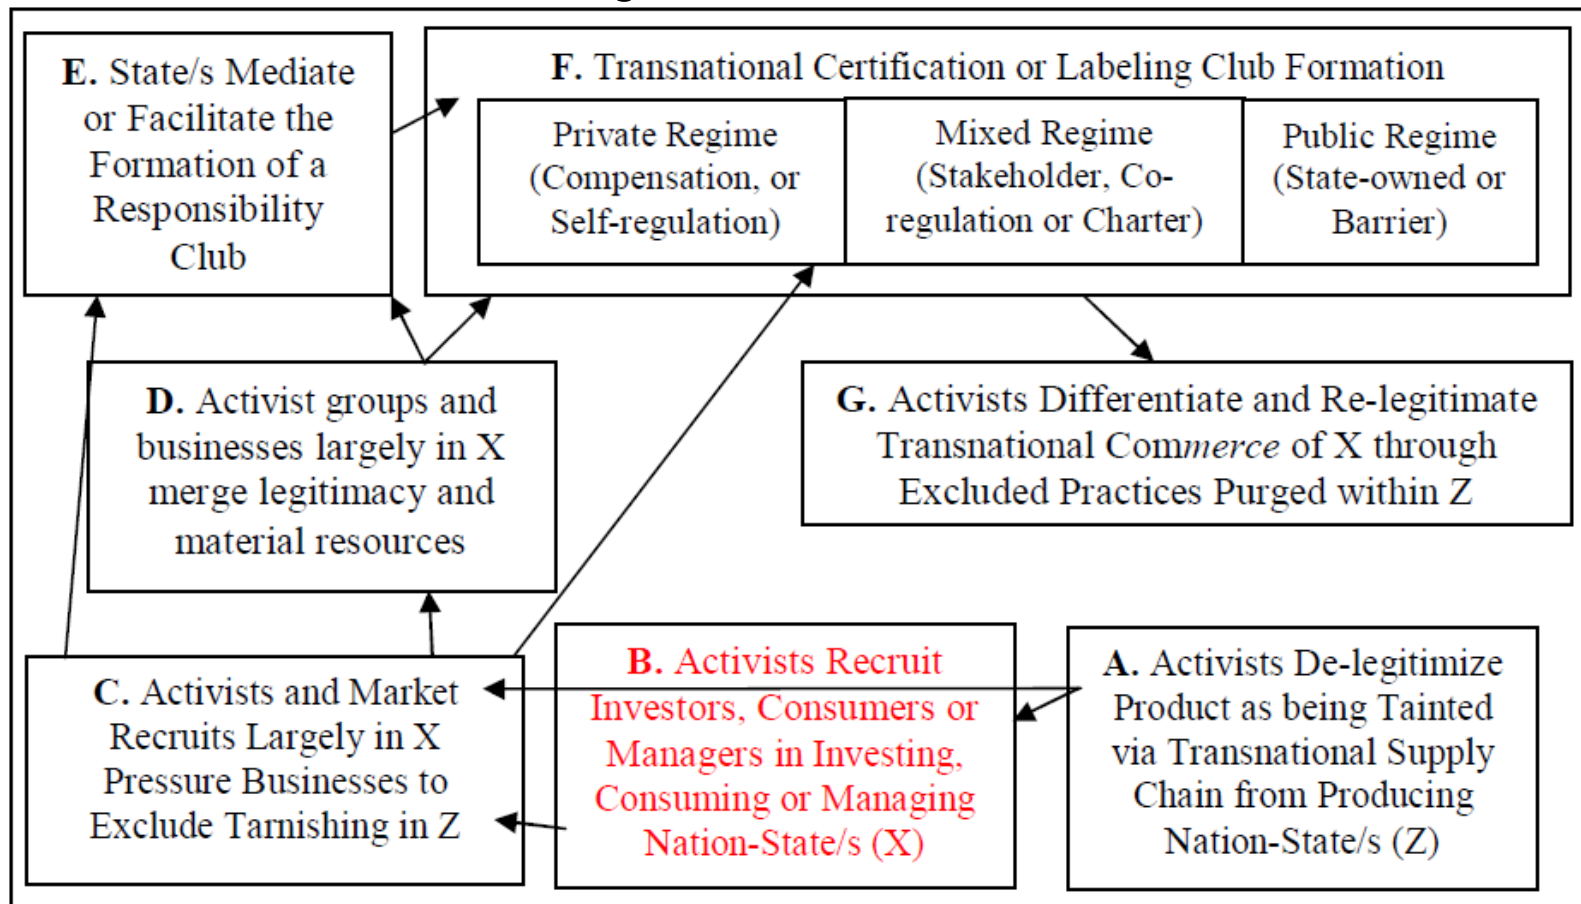 E. State/s Mediate
or Facilitate the
Formation of a
Responsibility
Club
F. Transnational Certification or Labeling Club Formation
Private Regime
(Compensation, or
Self-regulation)
Mixed Regime
(Stakeholder, Co-
regulation or Charter)
Public Regime
(State-owned or
Barrier)
D. Activist groups and
businesses largely in X
merge legitimacy and
material resources
G. Activists Differentiate and Re-legitimate
Transnational Commerce of X through
Excluded Practices Purged within Z
C. Activists and Market
Recruits Largely in X
Pressure Businesses to
Exclude Tarnishing in Z
B. Activists Recruit
Investors, Consumers or
Managers in Investing,
Consuming or Managing
Nation-State/s (X)
A. Activists De-legitimize
Product as being Tainted
via Transnational Supply
Chain from Producing
Nation-State/s (Z)